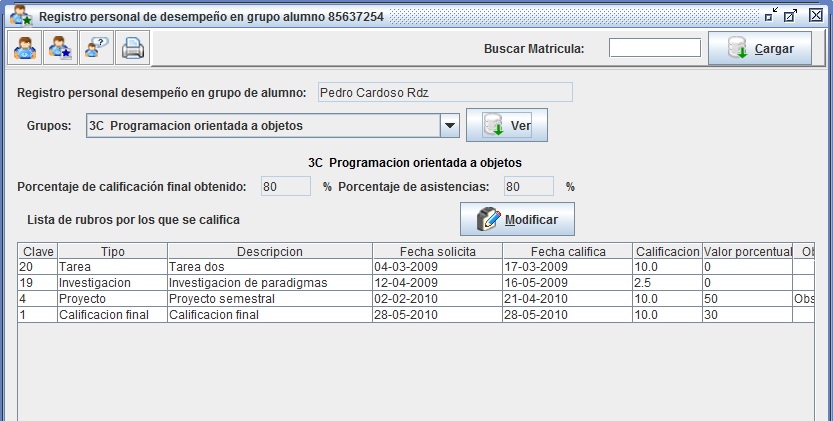 Registro personal de desempeño en grupo alumno 85637254
Buscar Matricula: Cargar
Registro personal desempeño en grupo de alumno: Pedro Cardoso Rdz
Grupos: 3C Programacion orientada a objetos Ver
3C Programacion orientada a objetos
Porcentaje de calificación final obtenido: 80 % Porcentaje de asistencias: 80 %
Lista de rubros por los que se califica Modificar
Clave Tipo Descripcion Fecha solicita Fecha califica Calificacion Valor porcentual Ob
20 Tarea Tarea dos 04-03-2009 17-03-2009 10.0 0
19 Investigacion Investigacion de paradigmas 12-04-2009 16-05-2009 2.5 0
4 Proyecto Proyecto semestral 02-02-2010 21-04-2010 10.0 50 Obs
1 Calificacion final Calificacion final 28-05-2010 28-05-2010 10.0 30